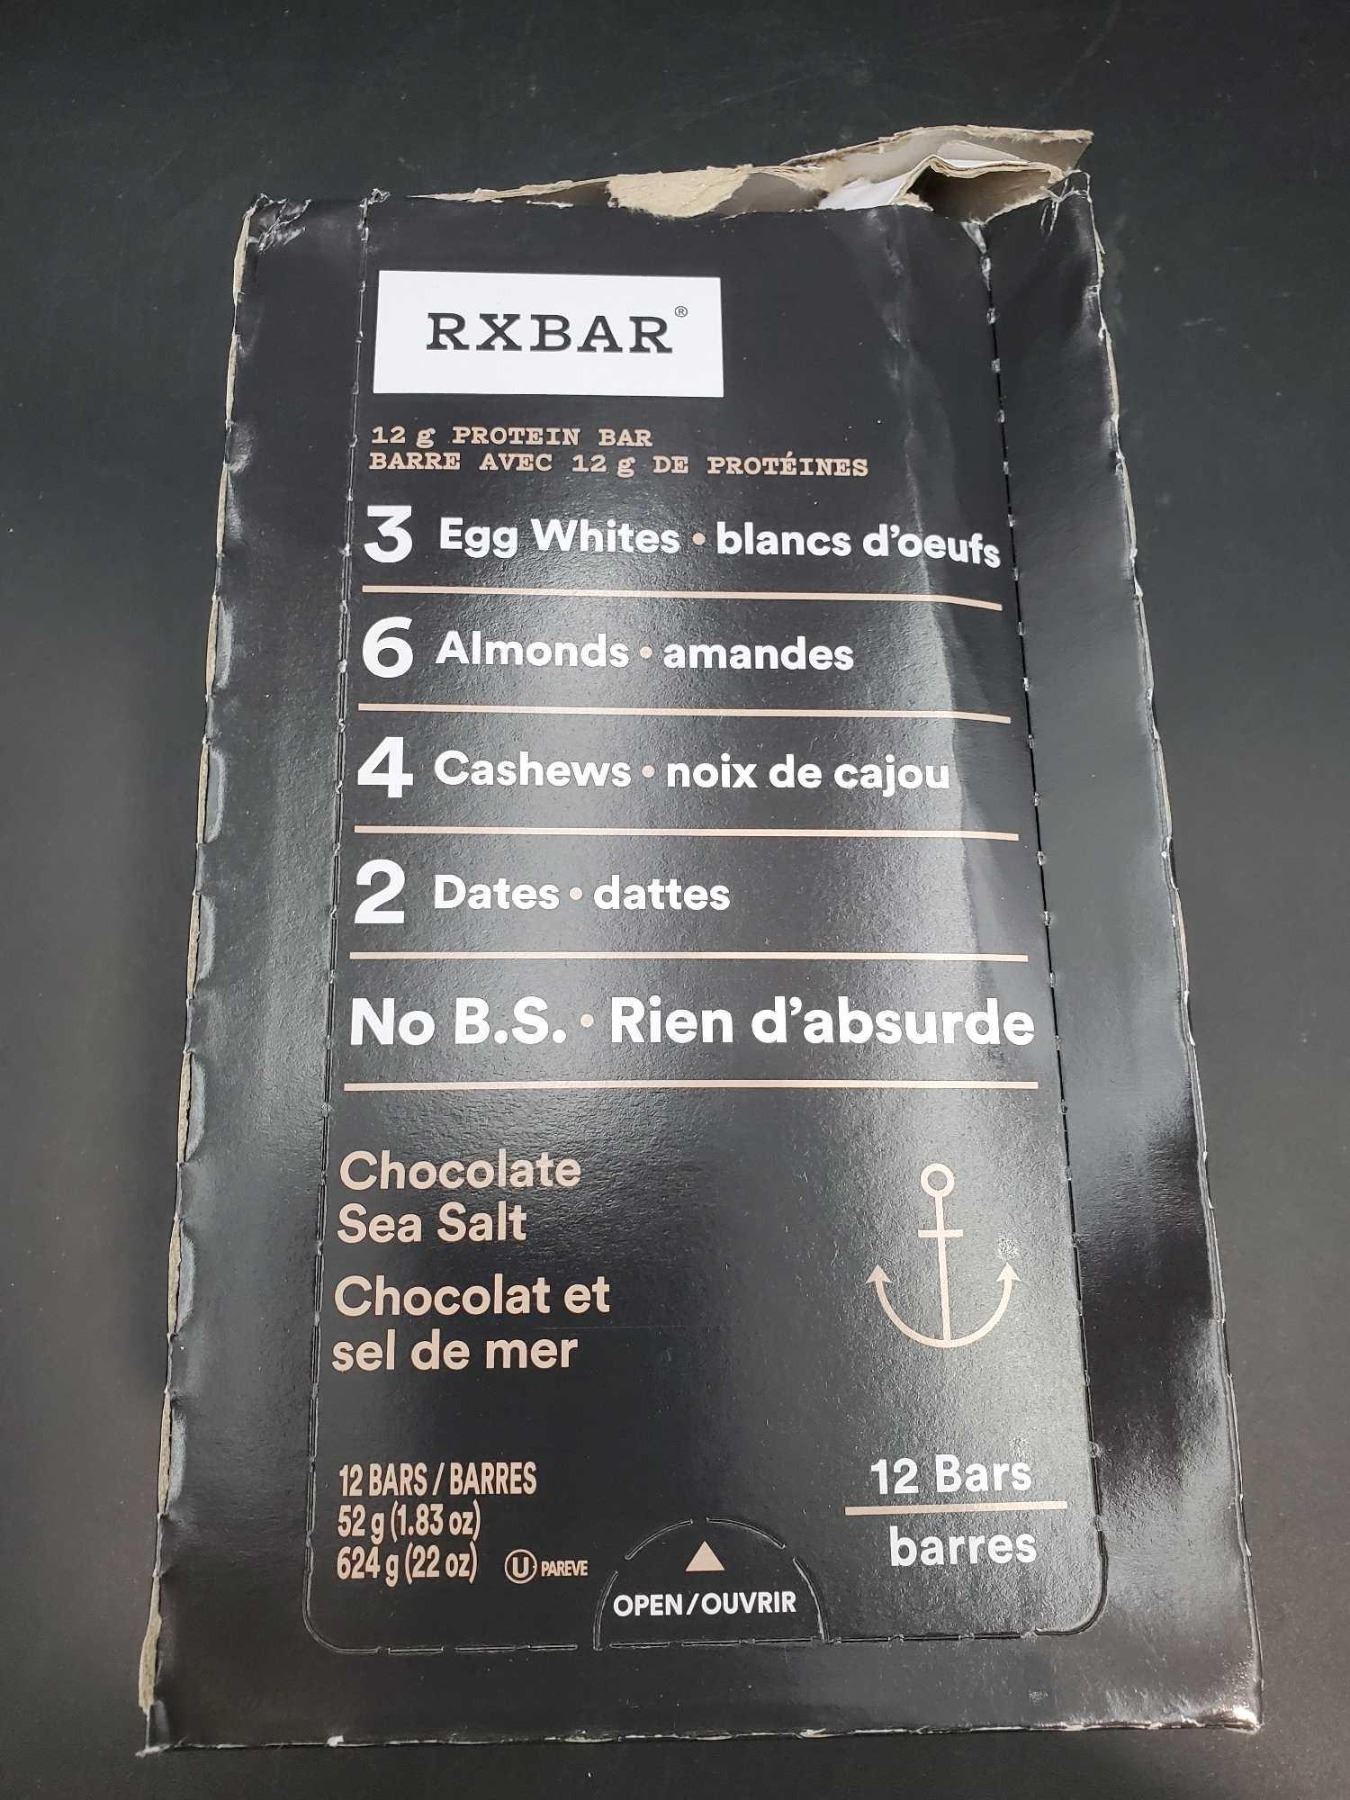 RXBAR®
12 g PROTEIN BAR
BARRE AVEC 12 g DE PROTÉINES
3 Egg Whites • blancs d'oeufs
6 Almonds • amandes
4 Cashews • noix de cajou
2 Dates • dattes
No B.S. • Rien d'absurde
Chocolate
Sea Salt
Chocolat et
sel de mer
12 BARS / BARRES
52 g (1.83 oz)
624 g (22 oz) U PAREVE
OPEN/OUVRIR
12 Bars
barres